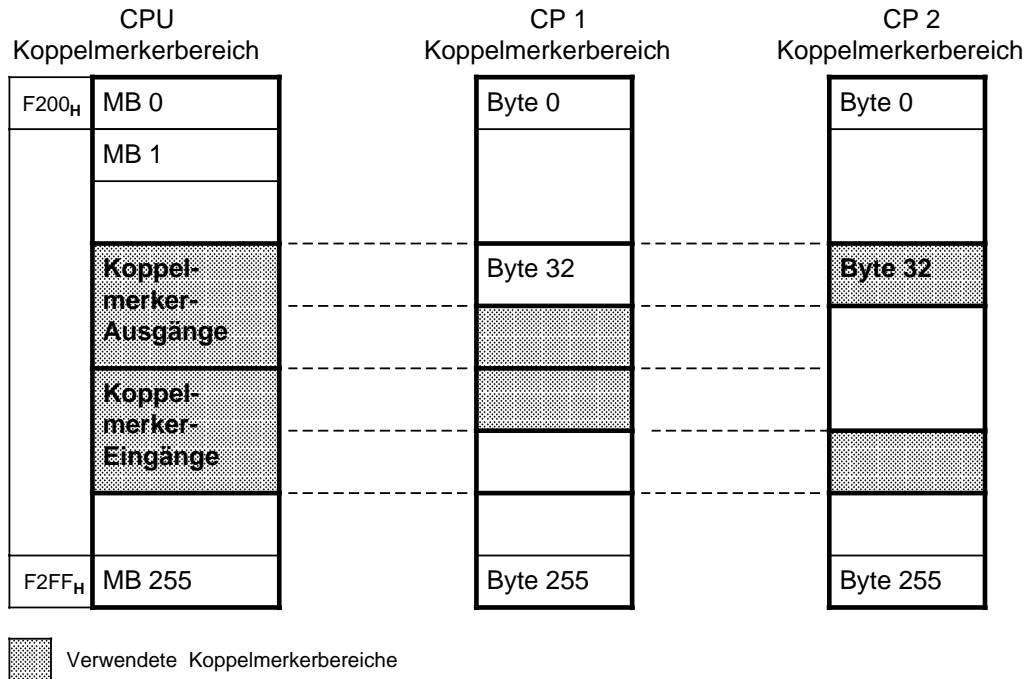 CPU
Koppelmerkerbereich
CP 1
Koppelmerkerbereich
CP 2
Koppelmerkerbereich
F200H
MB 0
Byte 0
Byte 0
MB 1
Koppel-
merker-
Ausgänge
Byte 32
Byte 32
Koppel-
merker-
Eingänge
F2FFH
MB 255
Byte 255
Byte 255
Verwendete Koppelmerkerbereiche